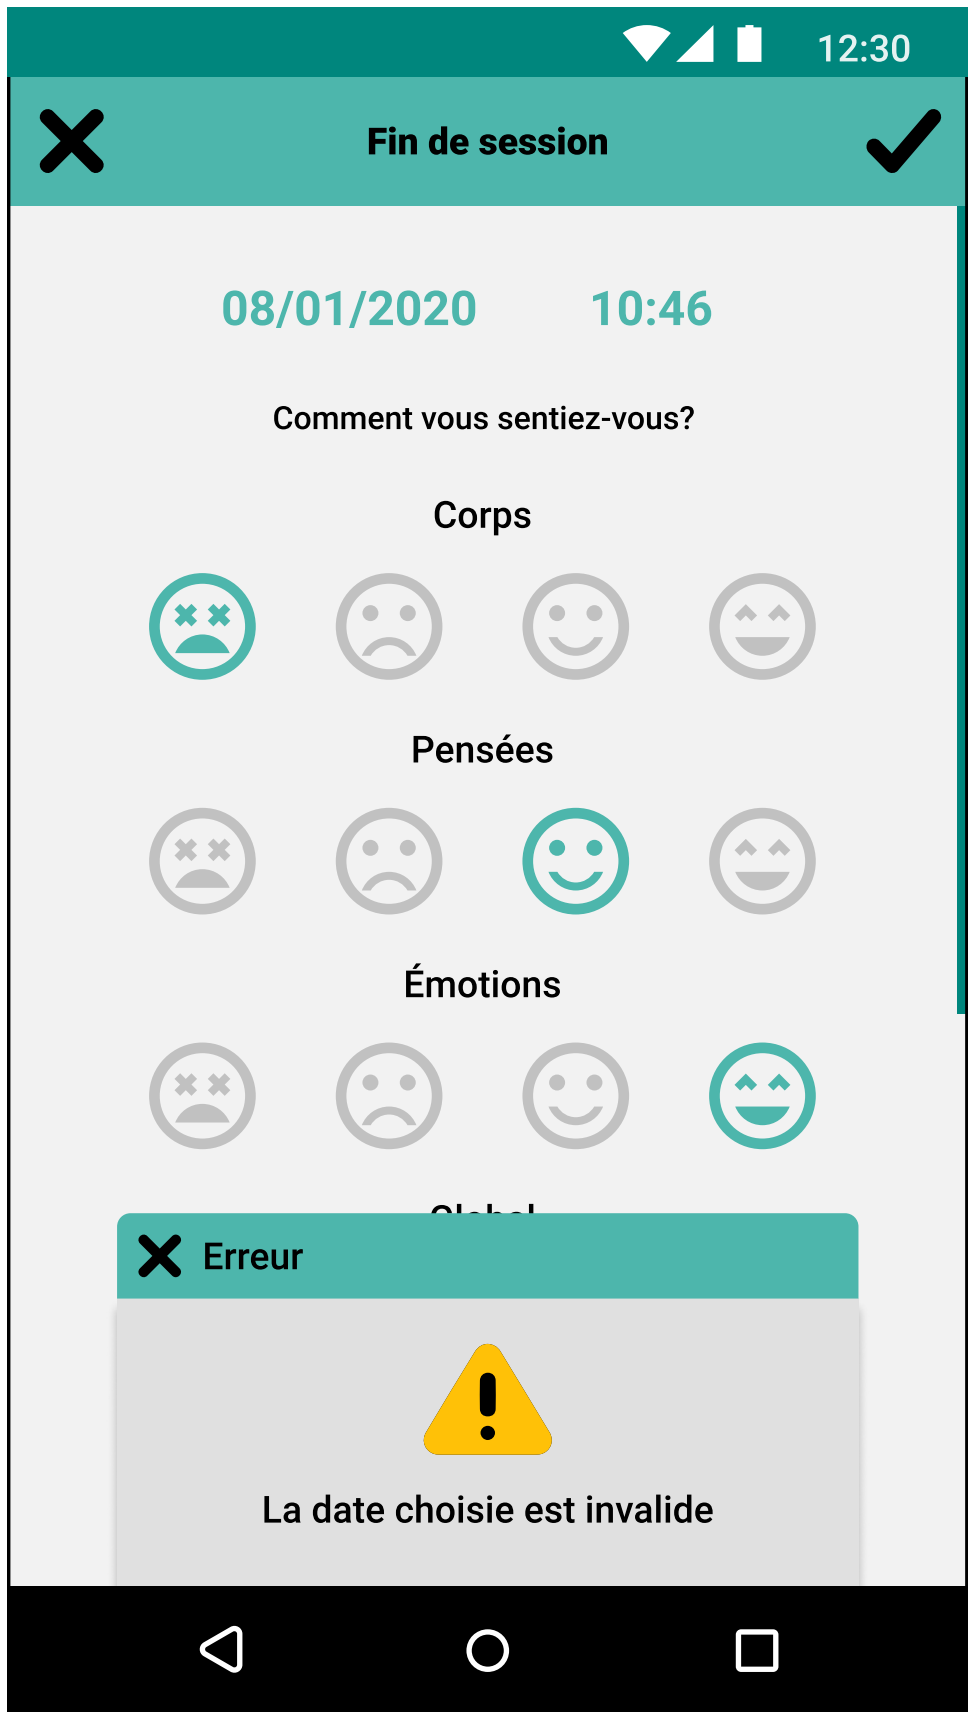 12:30
Fin de session
08/01/2020 10:46
Comment vous sentiez-vous?
Corps
Pensées
Émotions
Global
Erreur
La date choisie est invalide